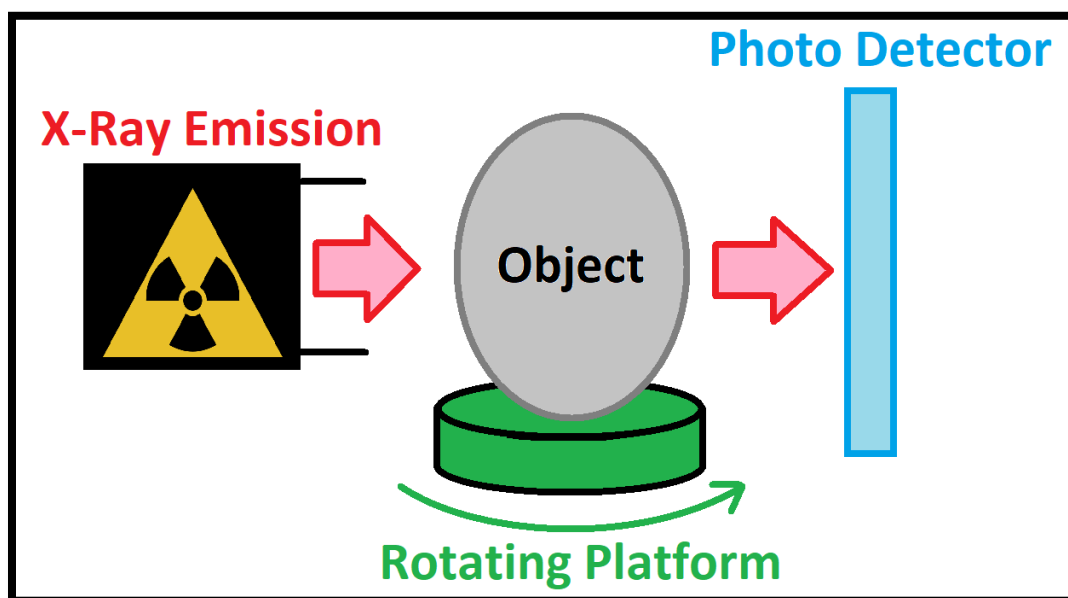 Photo Detector
X-Ray Emission
Object
Rotating Platform